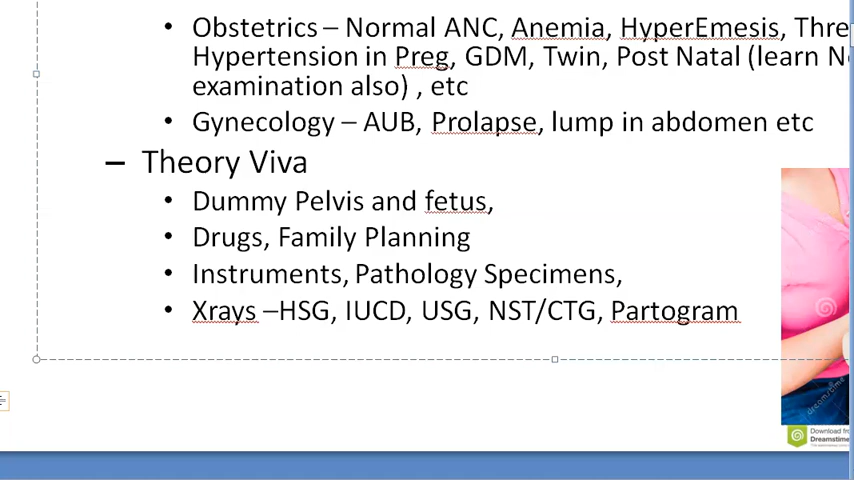 • Obstetrics – Normal ANC, Anemia, HyperEmesis, Thre
Hypertension in Preg, GDM, Twin, Post Natal (learn N
examination also) , etc
• Gynecology – AUB, Prolapse, lump in abdomen etc
– Theory Viva
• Dummy Pelvis and fetus,
• Drugs, Family Planning
• Instruments, Pathology Specimens,
• Xrays –HSG, IUCD, USG, NST/CTG, Partogram
dreamstime
Download fro
Dreamstime